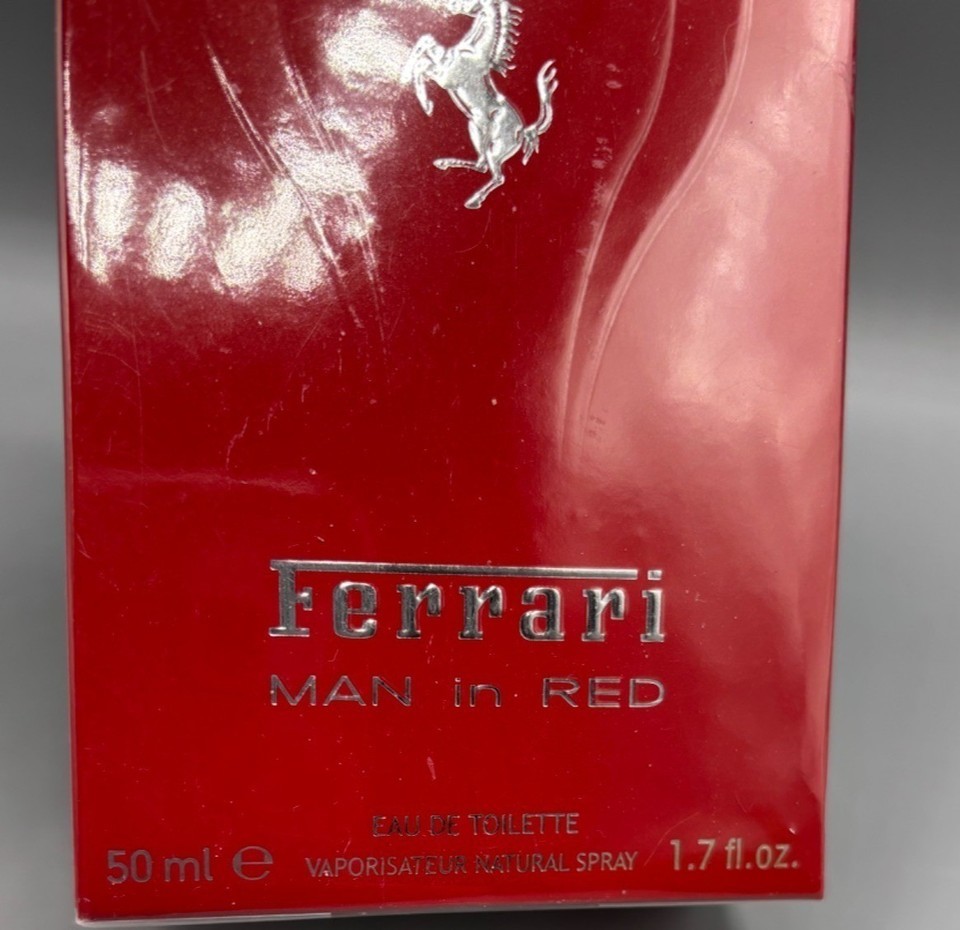 Ferrari
MAN in RED
EAU DE TOILETTE
50 ml ℮ VAPORISATEUR NATURAL SPRAY 1.7 fl.oz.